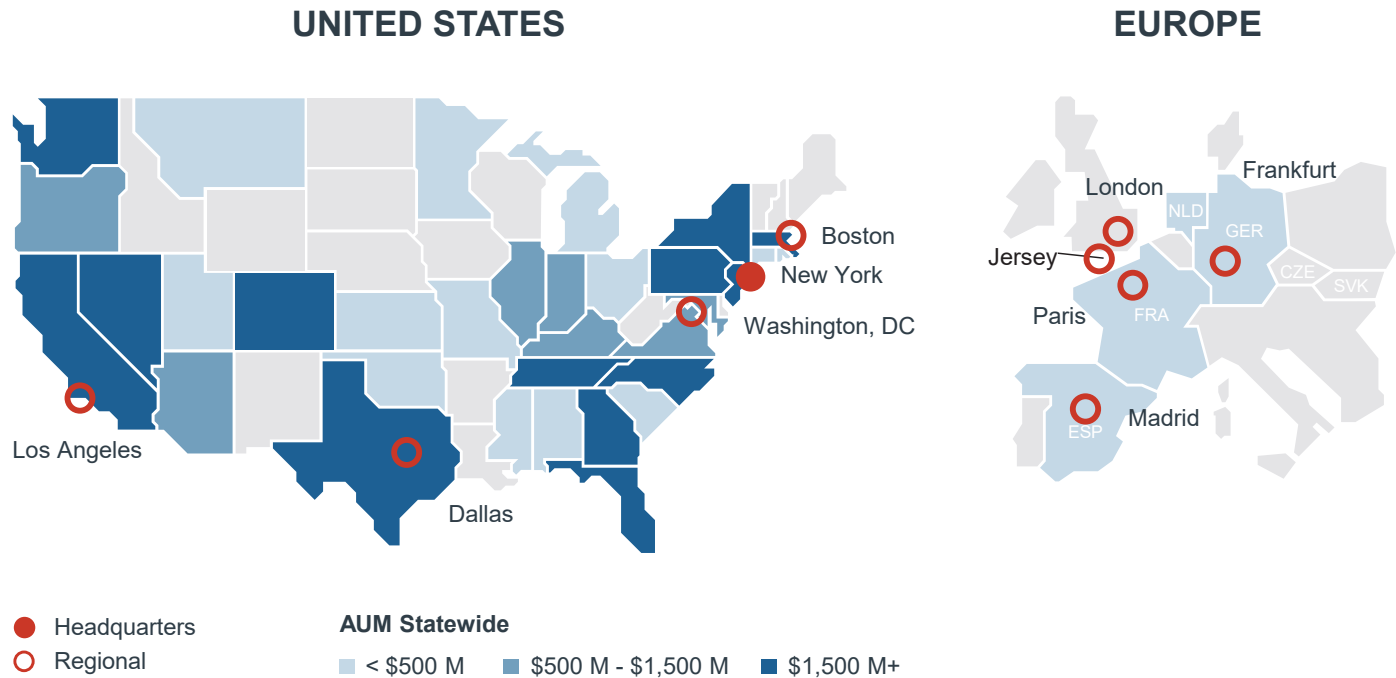 UNITED STATES
EUROPE
Boston
New York
Washington, DC
Los Angeles
Dallas
Frankfurt
London
NLD
GER
Jersey
CZE
SVK
Paris
FRA
Madrid
ESP
Headquarters
Regional
AUM Statewide
< $500 M
$500 M - $1,500 M
$1,500 M+